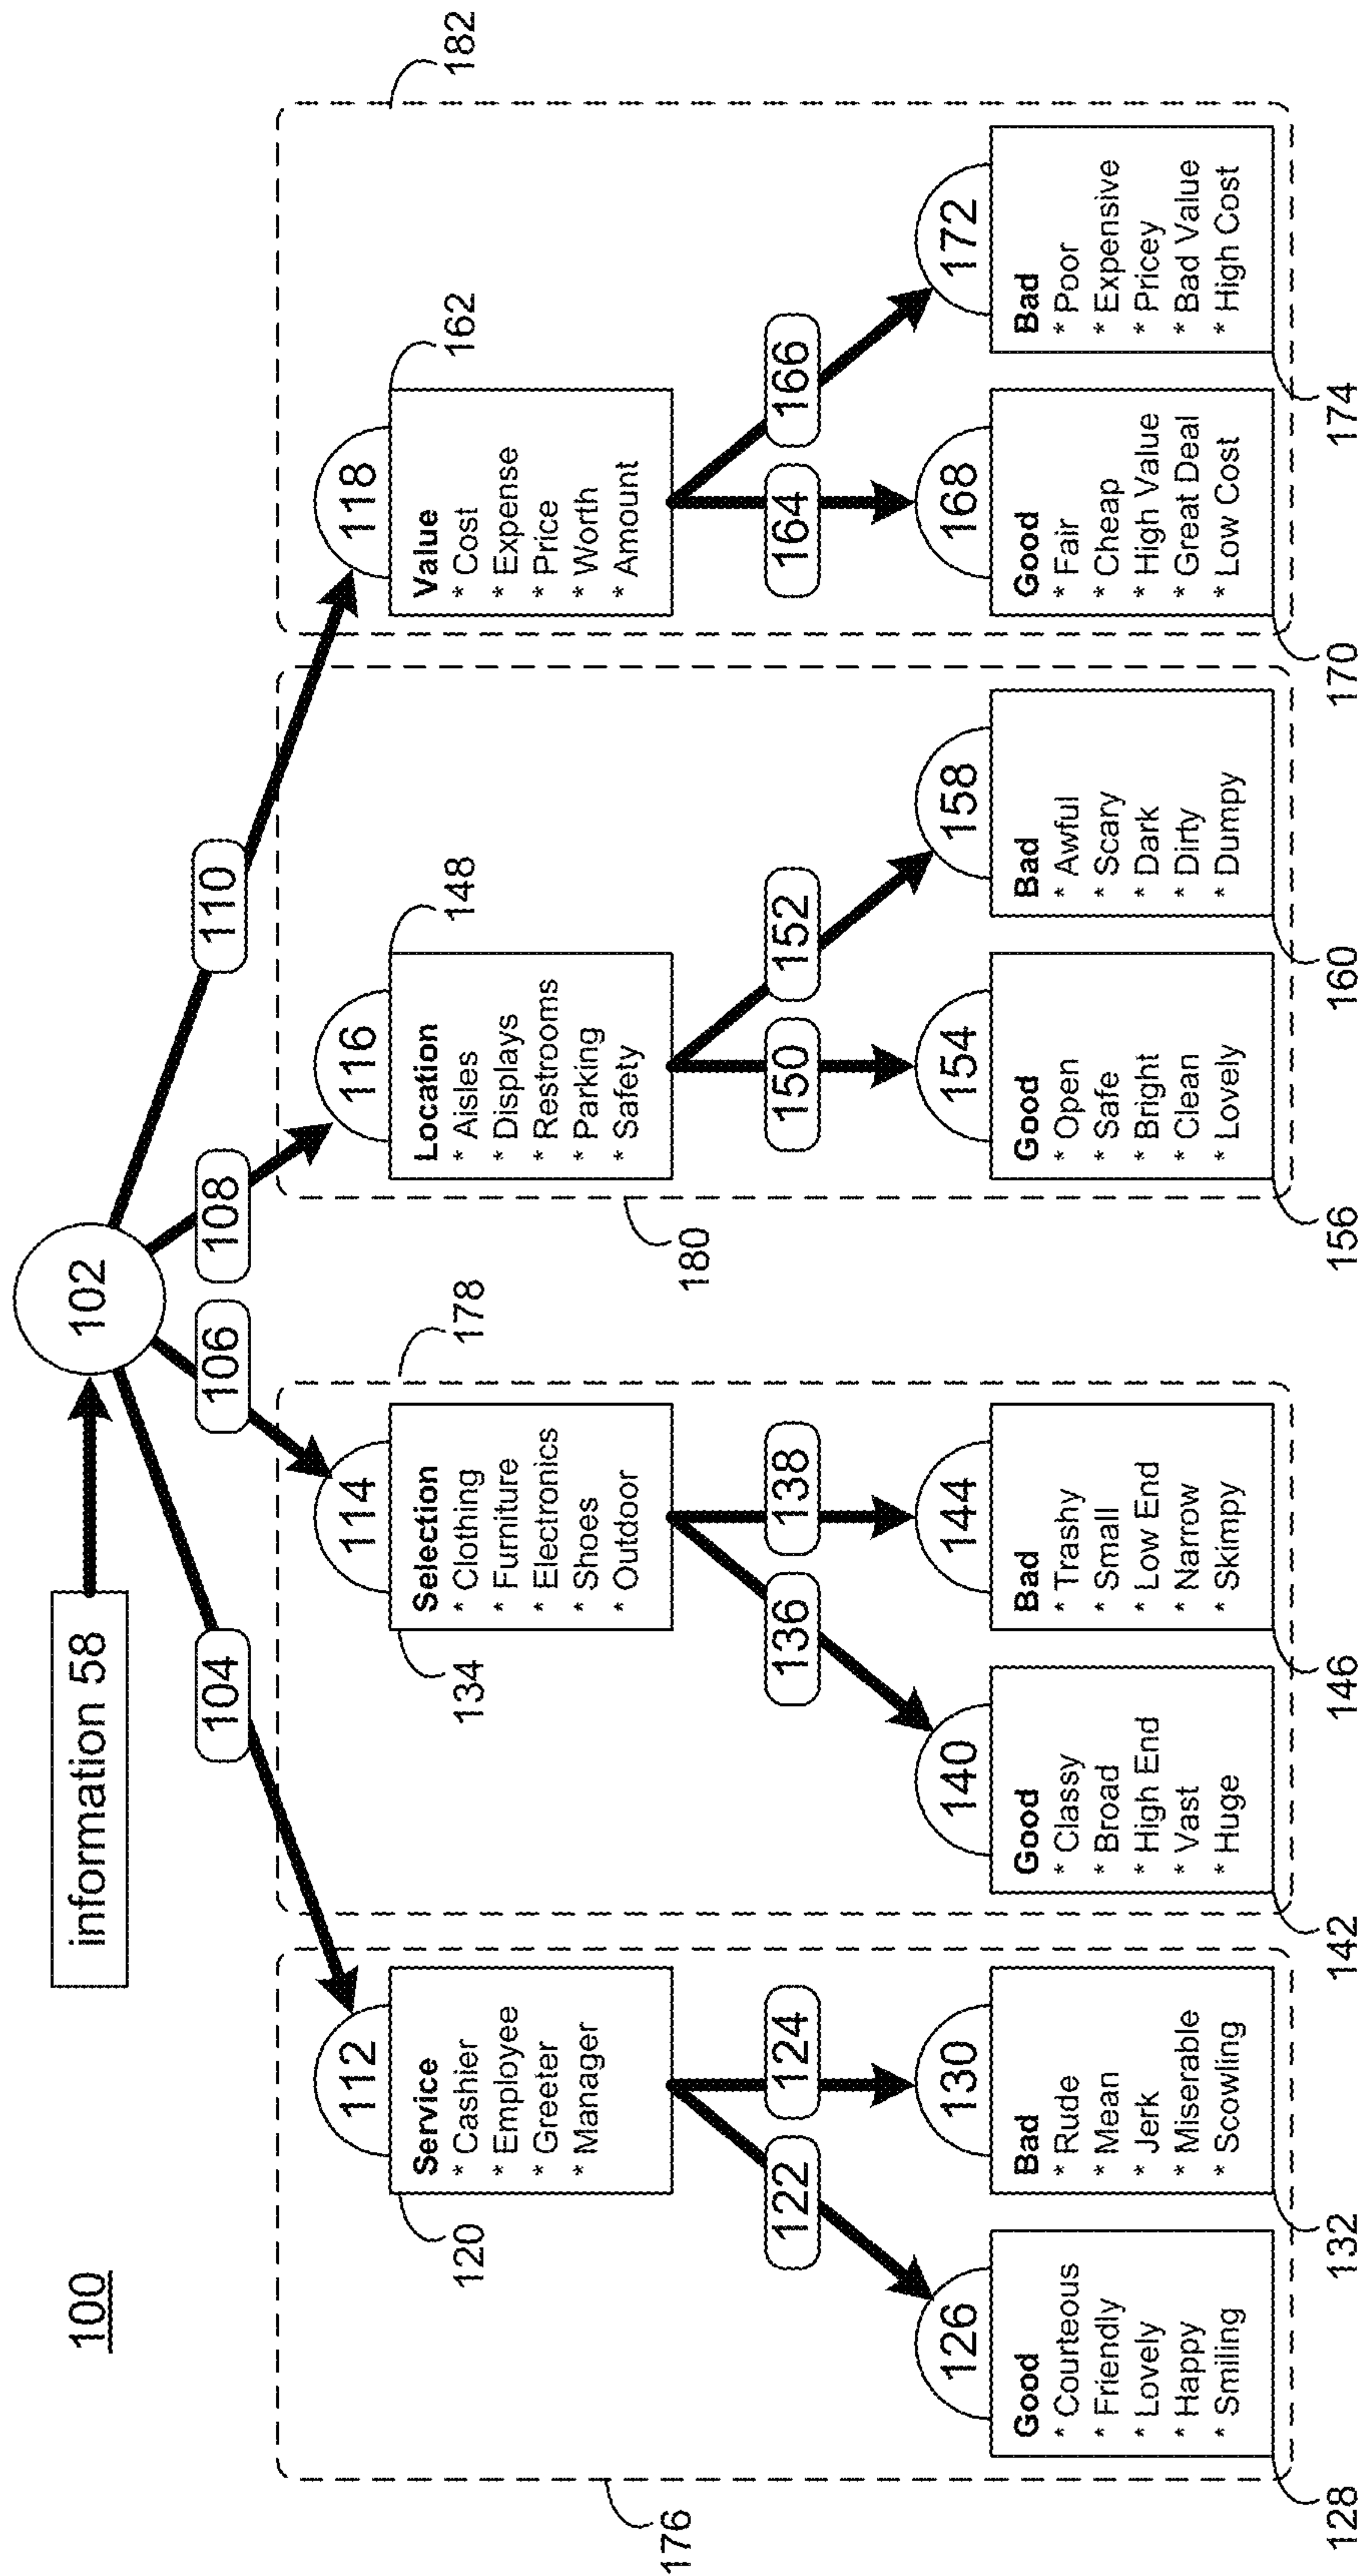 100
information 58
102
104
106
108
110
176
112
120
Service
* Cashier
* Employee
* Greeter
* Manager
122
124
126
Good
* Courteous
* Friendly
* Lovely
* Happy
* Smiling
128
130
Bad
* Rude
* Mean
* Jerk
* Miserable
* Scowling
132
178
114
134
Selection
* Clothing
* Furniture
* Electronics
* Shoes
* Outdoor
136
138
140
Good
* Classy
* Broad
* High End
* Vast
* Huge
142
144
Bad
* Trashy
* Small
* Low End
* Narrow
* Skimpy
146
180
116
148
Location
* Aisles
* Displays
* Restrooms
* Parking
* Safety
150
152
154
Good
* Open
* Safe
* Bright
* Clean
* Lovely
156
158
Bad
* Awful
* Scary
* Dark
* Dirty
* Dumpy
160
182
118
162
Value
* Cost
* Expense
* Price
* Worth
* Amount
164
166
168
Good
* Fair
* Cheap
* High Value
* Great Deal
* Low Cost
170
172
Bad
* Poor
* Expensive
* Pricey
* Bad Value
* High Cost
174